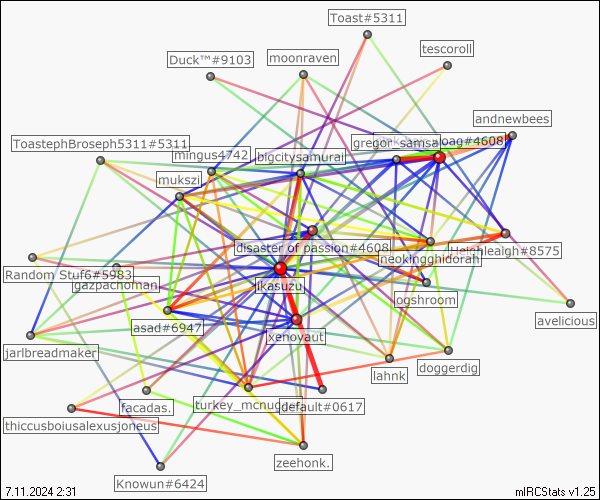 Toast#5311
tescoroll
Duck™#9103
moonraven
andnewbees
gregor_samsa
oag#4608
ToastephBroseph5311#5311
mingus4742
bigcitysamurai
mukszi
disaster of passion#4608
Heinhleaigh#8575
neokingghidorah
Random Stuf6#5983
gazpachoman
ikasuzu
ogshroom
avelicious
asad#6947
xenovaut
jarlbreadmaker
doggerdig
lahnk
facadas.
turkey_mcnug
default#0617
thiccusboiusalexusjoneus
zeehonk.
Knowun#6424
7.11.2024 2:31
mIRCStats v1.25